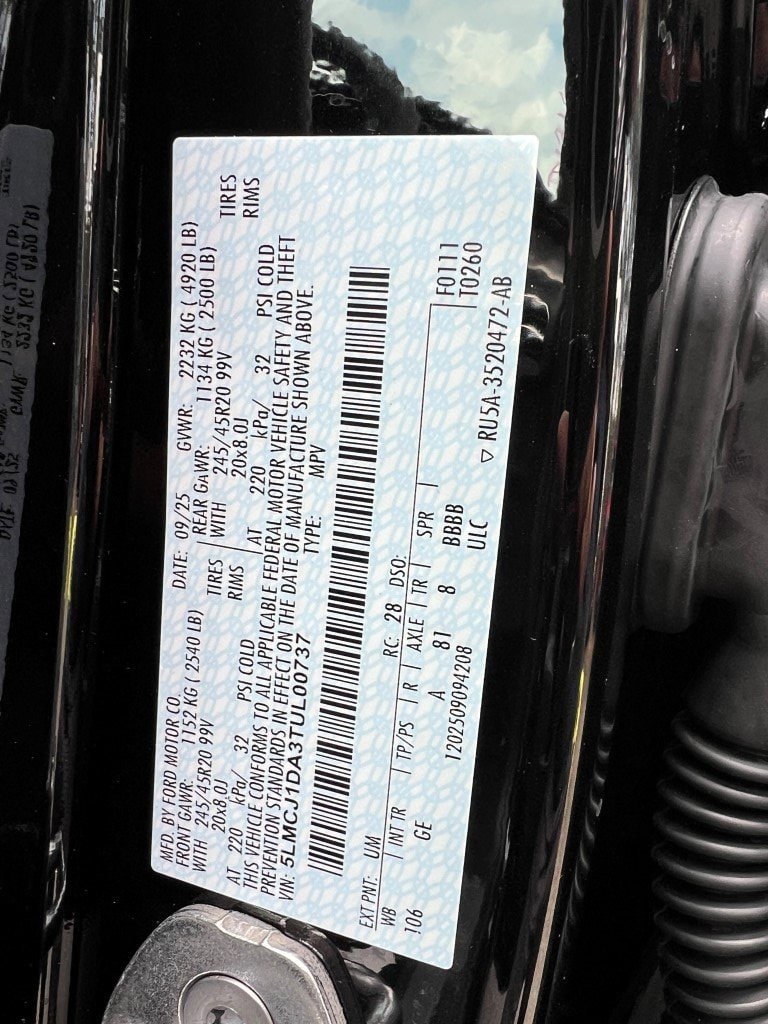 MFD. BY FORD MOTOR CO.
DATE: 09/25 GVWR: 2232 KG ( 4920 LB)
FRONT GAWR: 1152 KG ( 2540 LB)
REAR GAWR: 1134 KG ( 2500 LB)
WITH 245/45R20 99V TIRES
WITH 245/45R20 99V TIRES
20x8.0J RIMS
20x8.0J RIMS
AT 220 kPa/ 32 PSI COLD
AT 220 kPa/ 32 PSI COLD
THIS VEHICLE CONFORMS TO ALL APPLICABLE FEDERAL MOTOR VEHICLE SAFETY AND THEFT
PREVENTION STANDARDS IN EFFECT ON THE DATE OF MANUFACTURE SHOWN ABOVE.
VIN: 5LMCJ1DA3TUL00737 TYPE: MPV
EXT PNT: UM RC: 28 DSO: F0111
WB INT TR TP/PS R AXLE TR SPR T0260
106 GE A 81 8 BBBB
1202509094208 ULC
▽ RU5A-3520472-AB